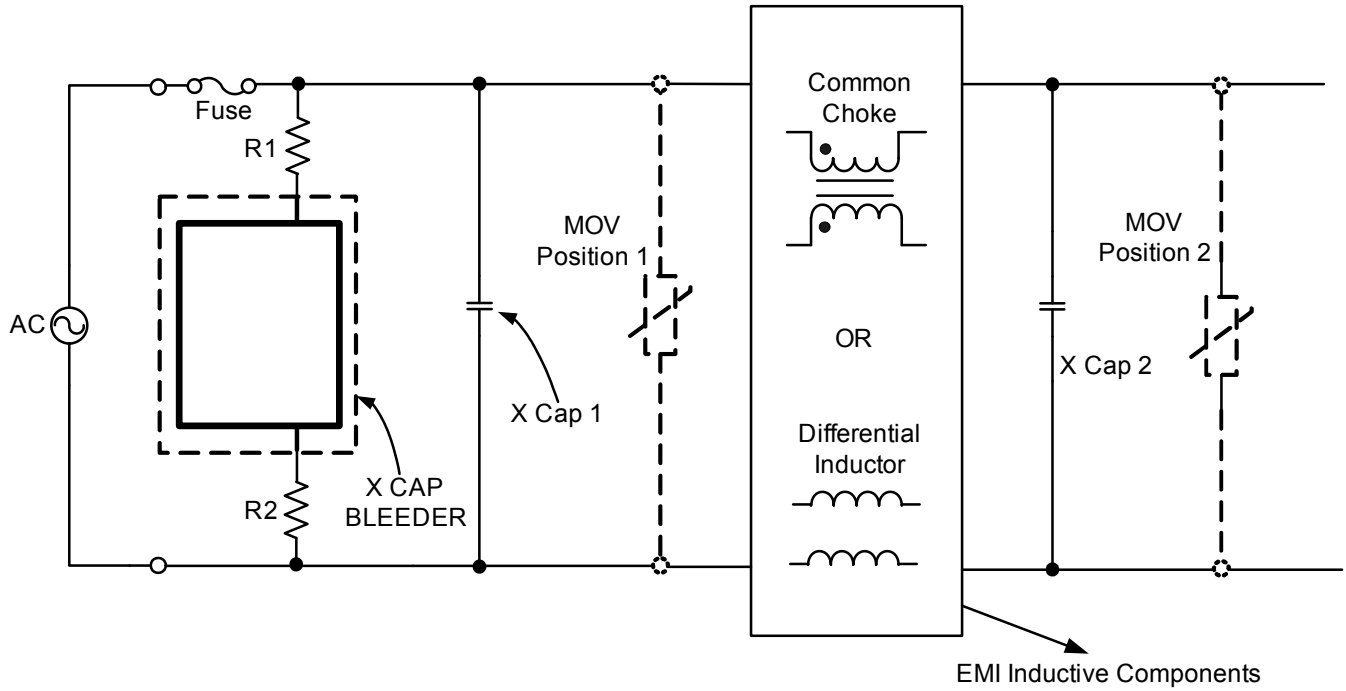 Fuse
R1
AC
X CAP
BLEEDER
R2
X Cap 1
MOV
Position 1
Common
Choke
OR
Differential
Inductor
X Cap 2
MOV
Position 2
EMI Inductive Components